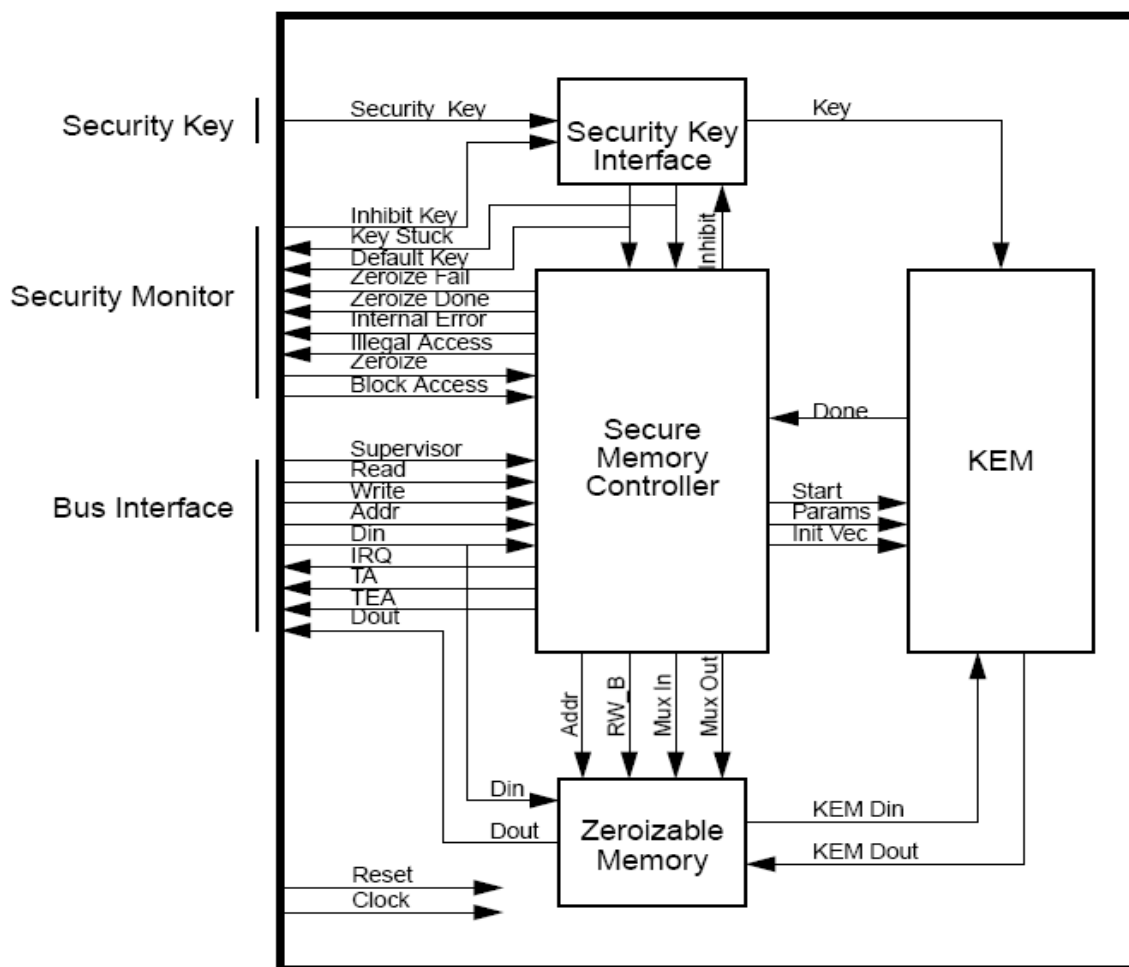 Security Key
Security Key
Security Key
Interface
Key
Inhibit Key
Key Stuck
Default Key
Zeroize Fail
Zeroize Done
Internal Error
Illegal Access
Zeroize
Block Access
Security Monitor
Inhibit
Secure
Memory
Controller
Done
KEM
Start
Params
Init Vec
Bus Interface
Supervisor
Read
Write
Addr
Din
IRQ
TA
TEA
Dout
Addr
RW_B
Mux In
Mux Out
Din
Dout
Zeroizable
Memory
KEM Din
KEM Dout
Reset
Clock